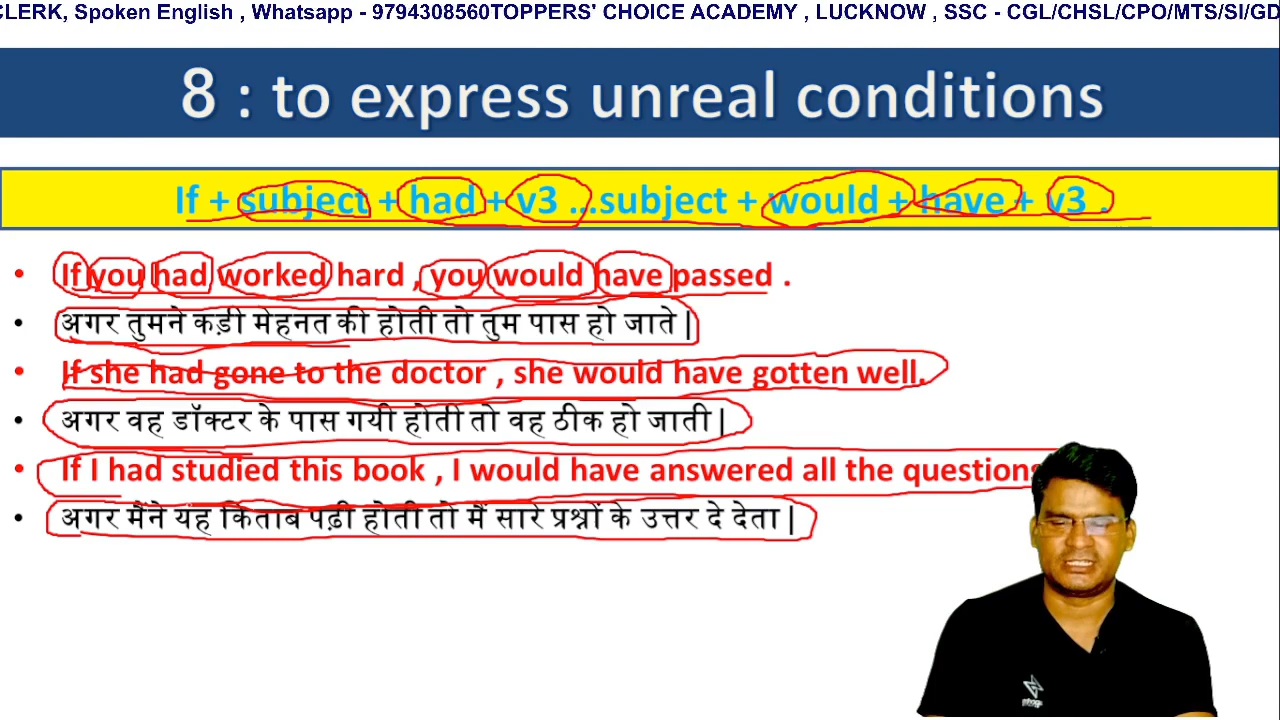 CLERK, Spoken English , Whatsapp - 9794308560TOPPERS' CHOICE ACADEMY , LUCKNOW , SSC - CGL/CHSL/CPO/MTS/SI/GD
8 : to express unreal conditions
If + subject + had + v3 ...subject + would + have + v3 .
• If you had worked hard , you would have passed .
• अगर तुमने कड़ी मेहनत की होती तो तुम पास हो जाते |
• If she had gone to the doctor , she would have gotten well.
• अगर वह डॉक्टर के पास गयी होती तो वह ठीक हो जाती |
• If I had studied this book , I would have answered all the questions
• अगर मैंने यह किताब पढ़ी होती तो मैं सारे प्रश्नों के उत्तर दे देता |